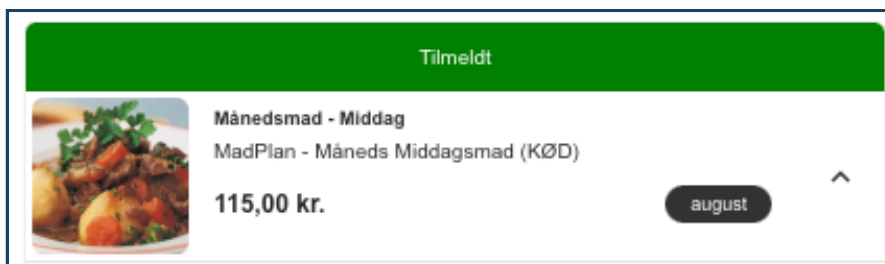 Tilmeldt
Månedsmad - Middag
MadPlan - Måneds Middagsmad (KØD)
115,00 kr.
august